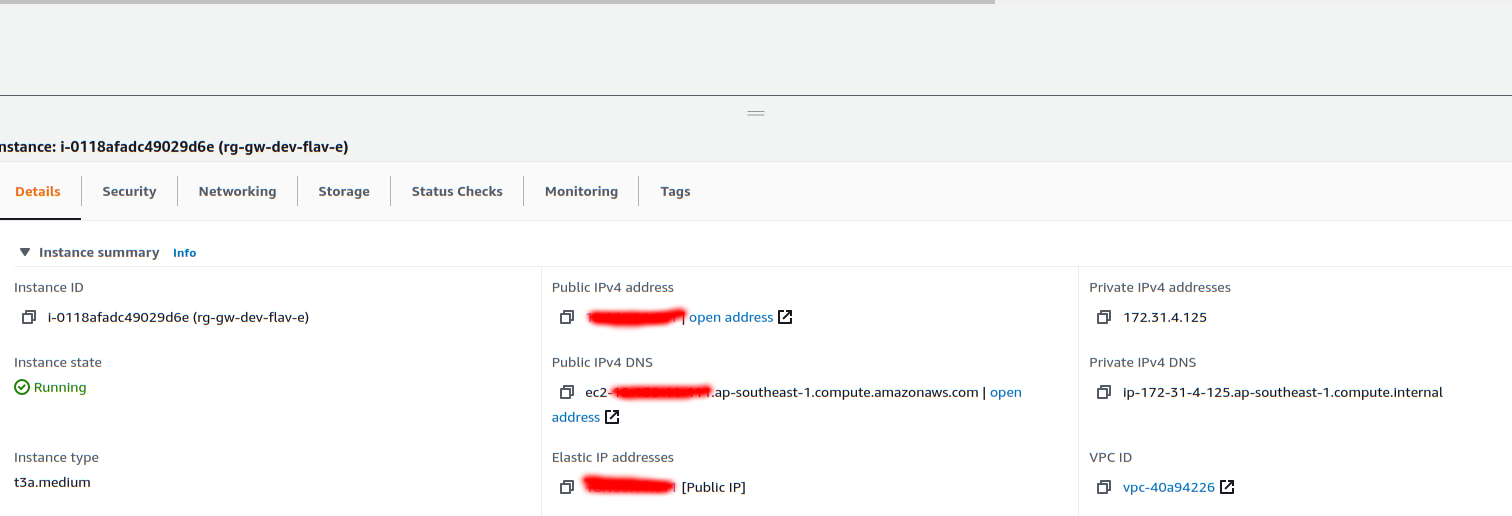 nstance: i-0118afadc49029d6e (rg-gw-dev-flav-e)
Details Security Networking Storage Status Checks Monitoring Tags
Instance summary Info
Instance ID
i-0118afadc49029d6e (rg-gw-dev-flav-e)
Public IPv4 address
| open address
Private IPv4 addresses
172.31.4.125
Instance state
Running
Public IPv4 DNS
ec2- .ap-southeast-1.compute.amazonaws.com | open
address
Private IPv4 DNS
ip-172-31-4-125.ap-southeast-1.compute.internal
Instance type
t3a.medium
Elastic IP addresses
[Public IP]
VPC ID
vpc-40a94226